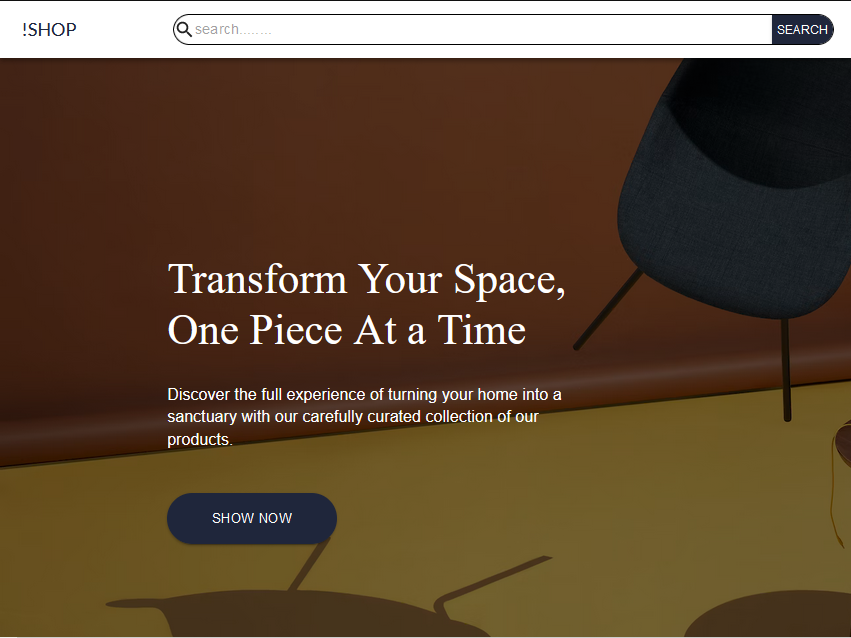 !SHOP
search........
SEARCH
Transform Your Space,
One Piece At a Time
Discover the full experience of turning your home into a
sanctuary with our carefully curated collection of our
products.
SHOW NOW